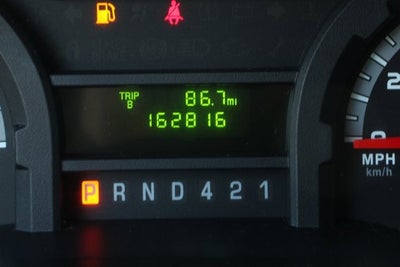 TRIP B 86.7 mi
162816
P R N D 4 2 1
2
0
MPH
km/h